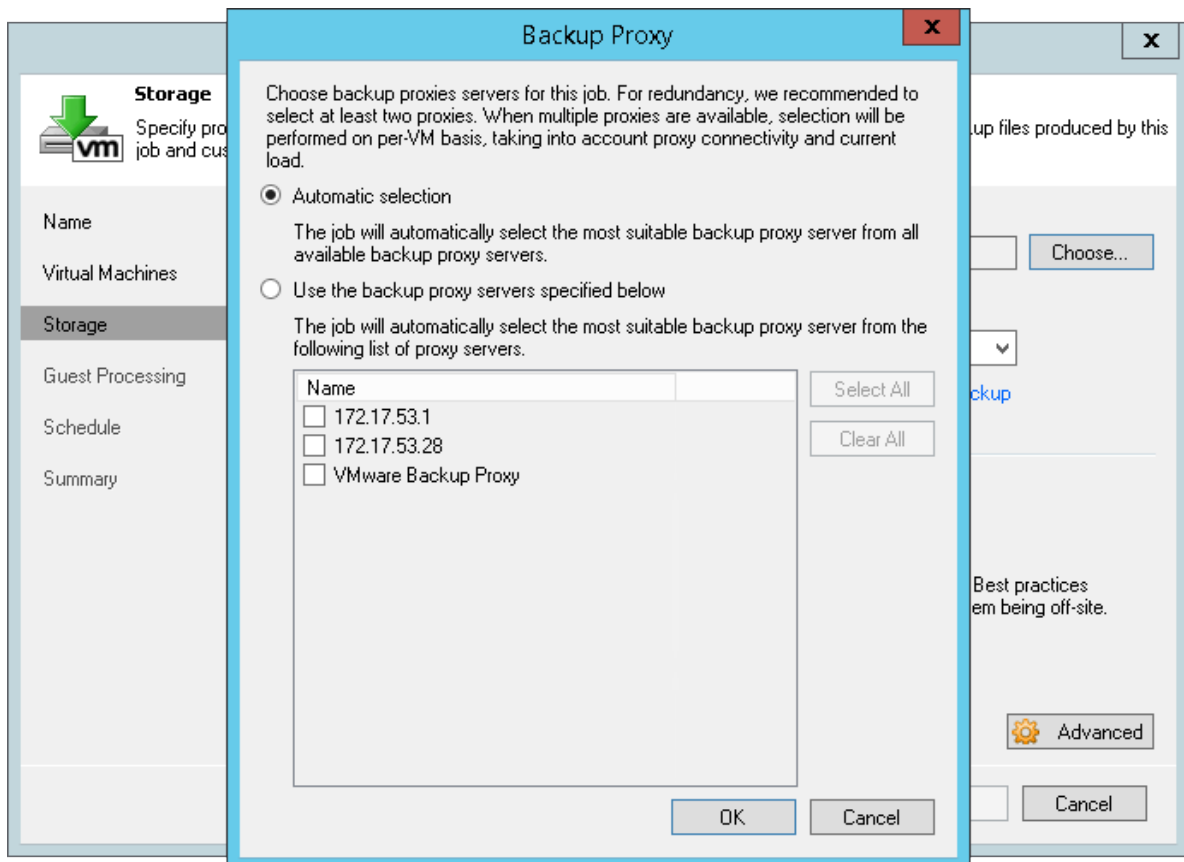 Backup Proxy
x
x
Storage
Specify pro
job and cus
up files produced by this
vm
Choose backup proxies servers for this job. For redundancy, we recommended to
select at least two proxies. When multiple proxies are available, selection will be
performed on per-VM basis, taking into account proxy connectivity and current
load.
Automatic selection
The job will automatically select the most suitable backup proxy server from all
available backup proxy servers.
Use the backup proxy servers specified below
The job will automatically select the most suitable backup proxy server from the
following list of proxy servers.
Name
172.17.53.1
172.17.53.28
VMware Backup Proxy
Select All
Clear All
OK
Cancel
Name
Virtual Machines
Storage
Guest Processing
Schedule
Summary
Choose...
ckup
Best practices
em being off-site.
Advanced
Cancel